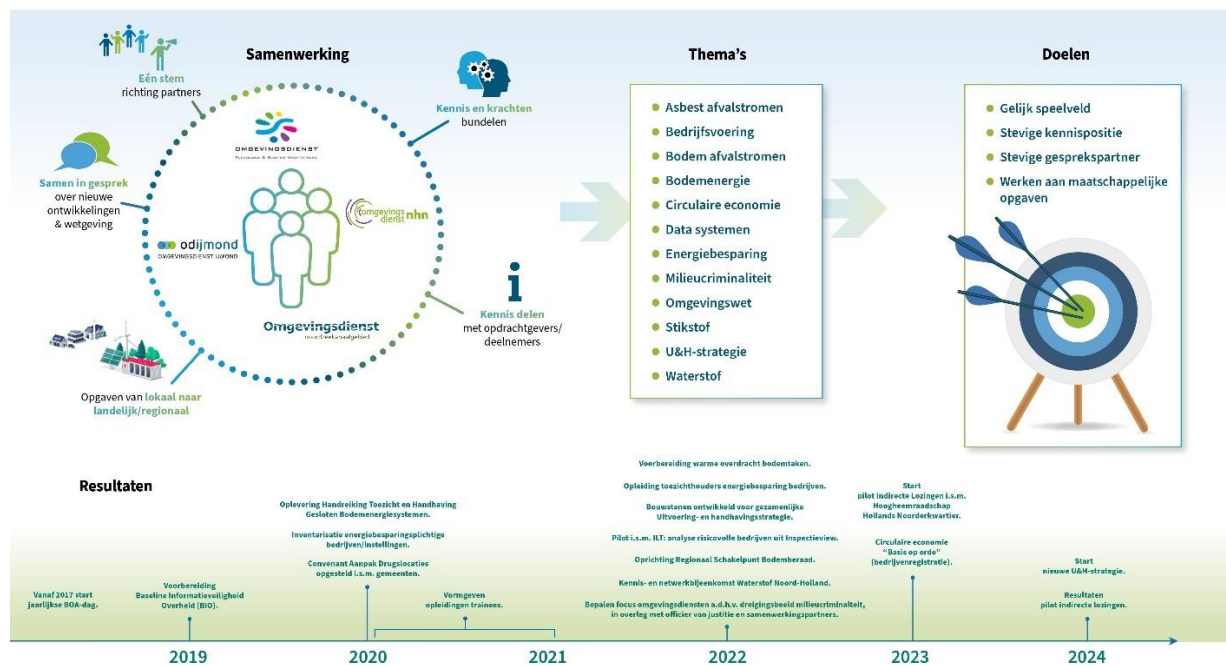 Samenwerking
Eén stem
richting partners
Kennis en krachten
bundelen
Samen in gesprek
over nieuwe
ontwikkelingen
& wetgeving
OMGEVINGSDIENST
omgevings
dienst nhn
odijmond
OMGEVINGSDIENST IJMOND
Omgevingsdienst
noordzeekanaalgebied
Kennis delen
met opdrachtgevers/
deelnemers
Opgaven van lokaal naar
landelijk/regionaal
Thema's
Asbest afvalstromen
Bedrijfsvoering
Bodem afvalstromen
Bodemenergie
Circulaire economie
Data systemen
Energiebesparing
Milieucriminaliteit
Omgevingswet
Stikstof
U&H-strategie
Waterstof
Doelen
Gelijk speelveld
Stevige kennispositie
Stevige gesprekspartner
Werken aan maatschappelijke
opgaven
Resultaten
Vanaf 2017 start
jaarlijkse BOA-dag.
Voorbereiding
Baseline Informatieveiligheid
Overheid (BIO).
Oplevering Handreiking Toezicht en Handhaving
Gesloten Bodemenergiesystemen.
Inventarisatie energiebesparingsplichtige
bedrijven/instellingen.
Convenant Aanpak Drugslocaties
opgesteld i.s.m. gemeenten.
Vormgeven
opleidingen trainees.
Voorbereiding warme overdracht bodemtaken.
Opleiding toezichthouders energiebesparing bedrijven.
Bouwstenen ontwikkeld voor gezamenlijke
Uitvoering- en handhavingsstrategie.
Pilot i.s.m. ILT: analyse risicovolle bedrijven uit Inspectieview.
Oprichting Regionaal Schakelpunt Bodemberaad.
Kennis- en netwerkbijeenkomst Waterstof Noord-Holland.
Bepalen focus omgevingsdiensten a.d.h.v. dreigingsbeeld milieucriminaliteit,
in overleg met officier van justitie en samenwerkingspartners.
Start
pilot Indirecte Lozingen i.s.m.
Hoogheemraadschap
Hollands Noorderkwartier.
Circulaire economie
"Basis op orde"
(bedrijvenregistratie).
Start
nieuwe U&H-strategie.
Resultaten
pilot indirecte lozingen.
2019
2020
2021
2022
2023
2024